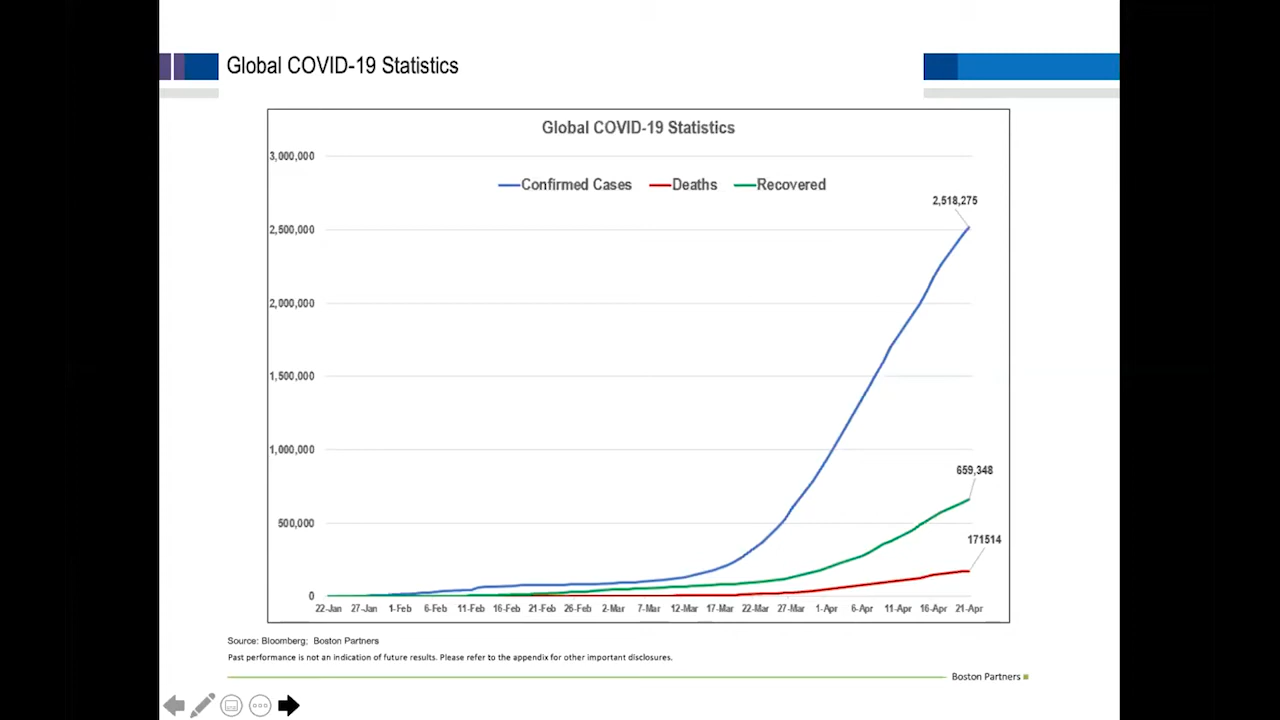 Global COVID-19 Statistics
Global COVID-19 Statistics
3,000,000
Confirmed Cases Deaths Recovered
2,518,275
2,500,000
2,000,000
1,500,000
1,000,000
659,348
500,000
171514
0
22-Jan 27-Jan 1-Feb 6-Feb 11-Feb 16-Feb 21-Feb 26-Feb 2-Mar 7-Mar 12-Mar 17-Mar 22-Mar 27-Mar 1-Apr 6-Apr 11-Apr 16-Apr 21-Apr
Source: Bloomberg; Boston Partners
Past performance is not an indication of future results. Please refer to the appendix for other important disclosures.
Boston Partners